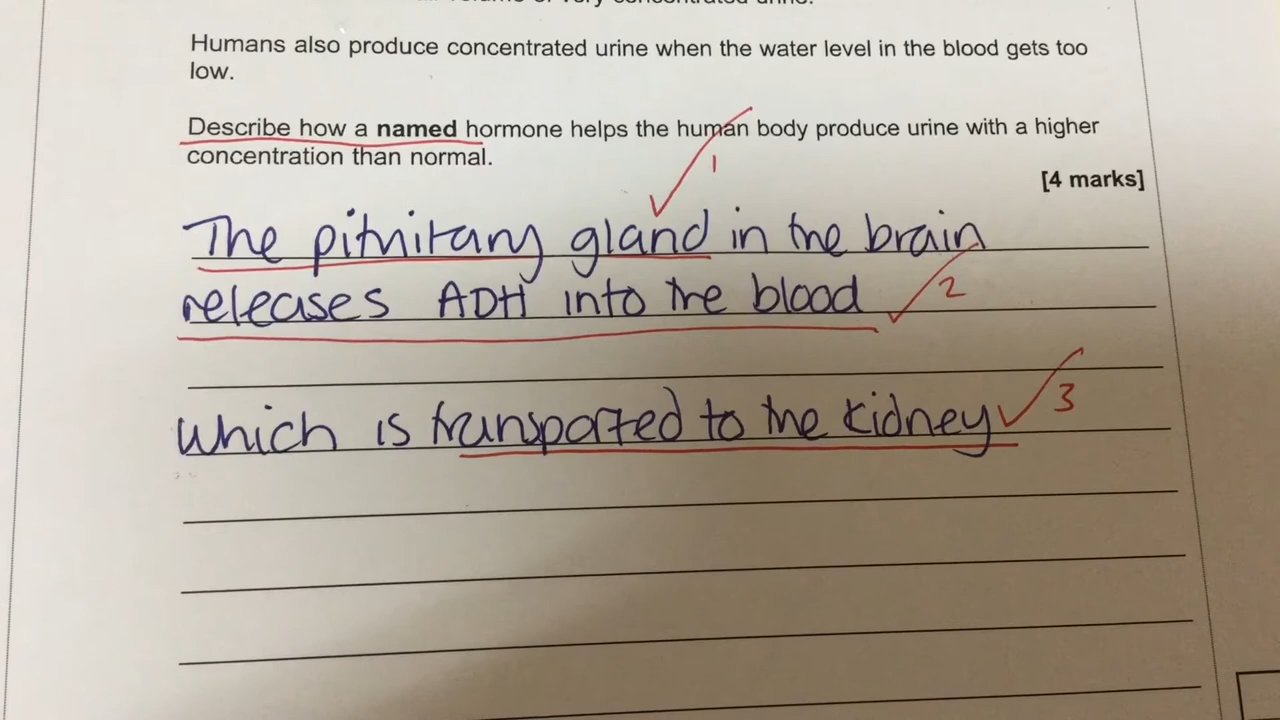 Humans also produce concentrated urine when the water level in the blood gets too
low.
Describe how a named hormone helps the human body produce urine with a higher
concentration than normal.
[4 marks]
1
The pituitary gland in the brain
releases ADH into the blood
2
which is transported to the kidney
3